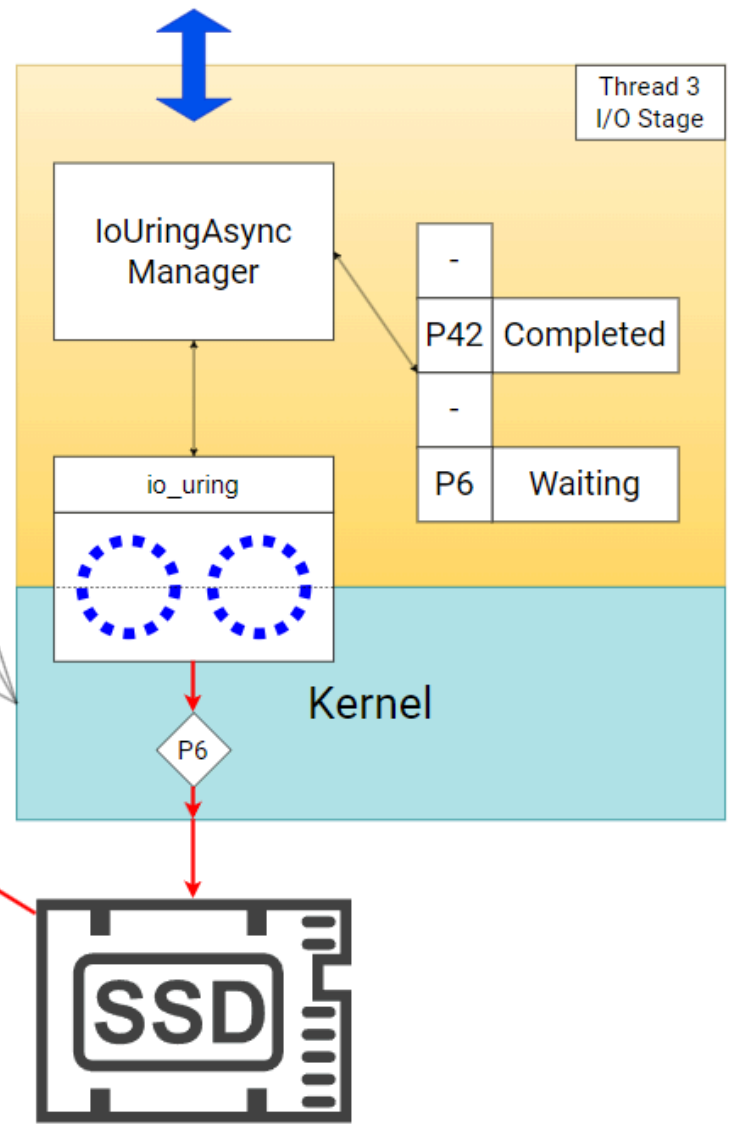 Thread 3
I/O Stage
IoUringAsync
Manager
-
P42 Completed
-
P6 Waiting
io_uring
Kernel
P6
SSD